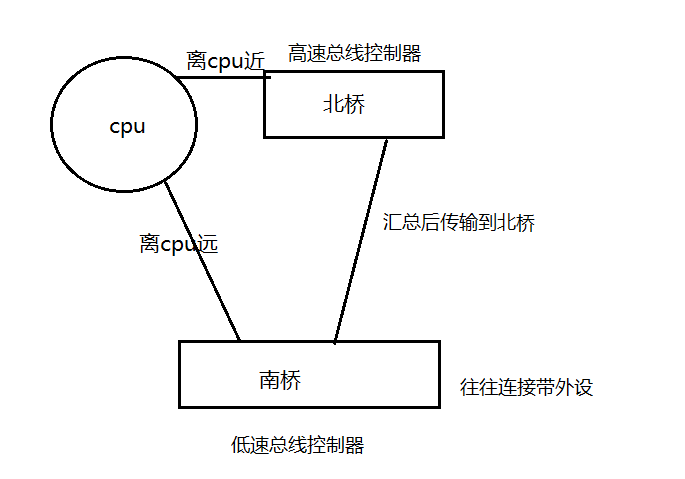 离cpu近
高速总线控制器
cpu
北桥
汇总后传输到北桥
离cpu远
南桥
往往连接带外设
低速总线控制器